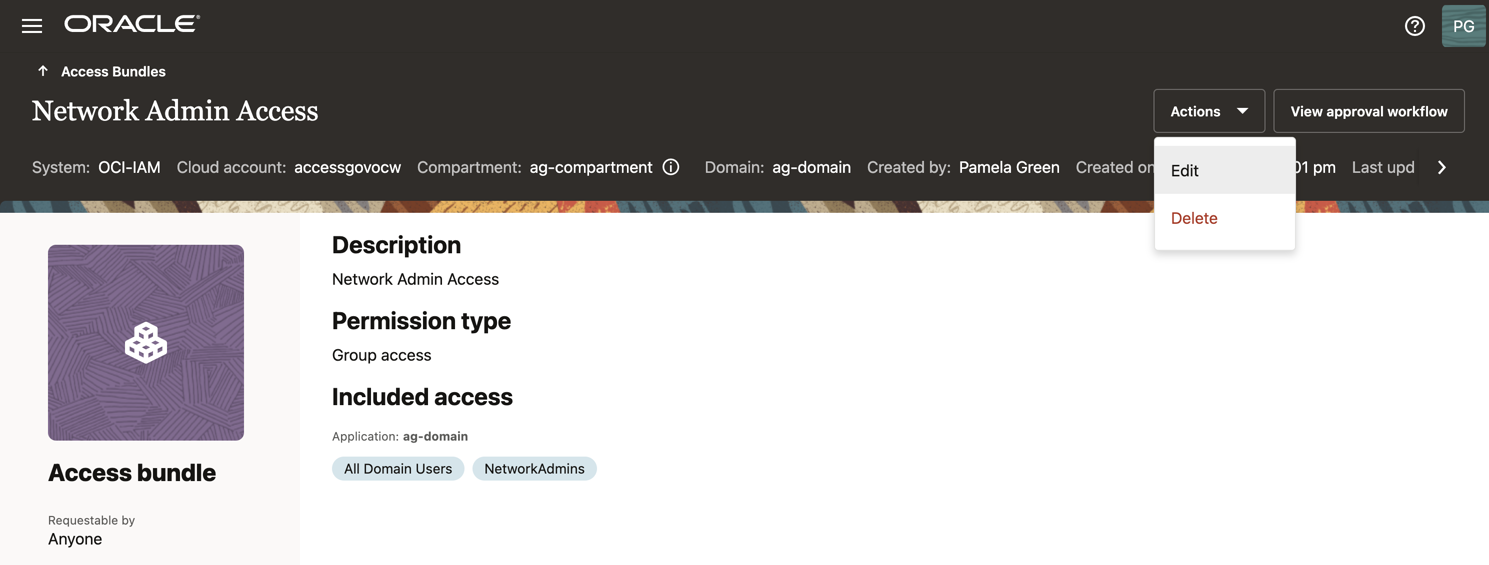 ORACLE
PG
Access Bundles
Network Admin Access
Actions
View approval workflow
System: OCI-IAM Cloud account: accessgovocw Compartment: ag-compartment Domain: ag-domain Created by: Pamela Green Created on 01 pm Last upd
Edit
Delete
Description
Network Admin Access
Permission type
Group access
Included access
Application: ag-domain
All Domain Users NetworkAdmins
Access bundle
Requestable by
Anyone